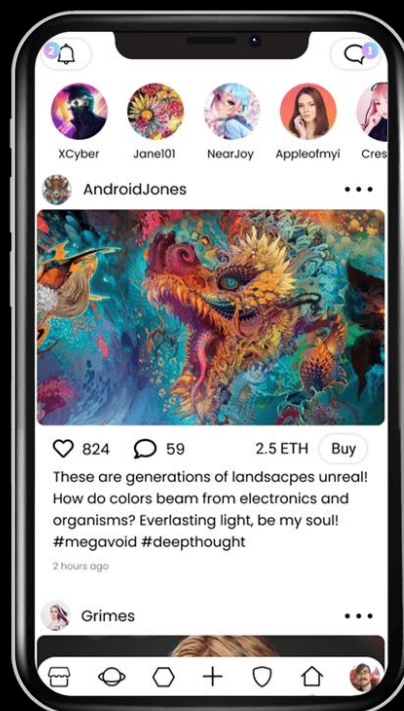 2
1
XCyber Jane101 NearJoy Appleofmyi Cres
AndroidJones
824 59 2.5 ETH Buy
These are generations of landsacpes unreal!
How do colors beam from electronics and
organisms? Everlasting light, be my soul!
#megavoid #deepthought
2 hours ago
Grimes